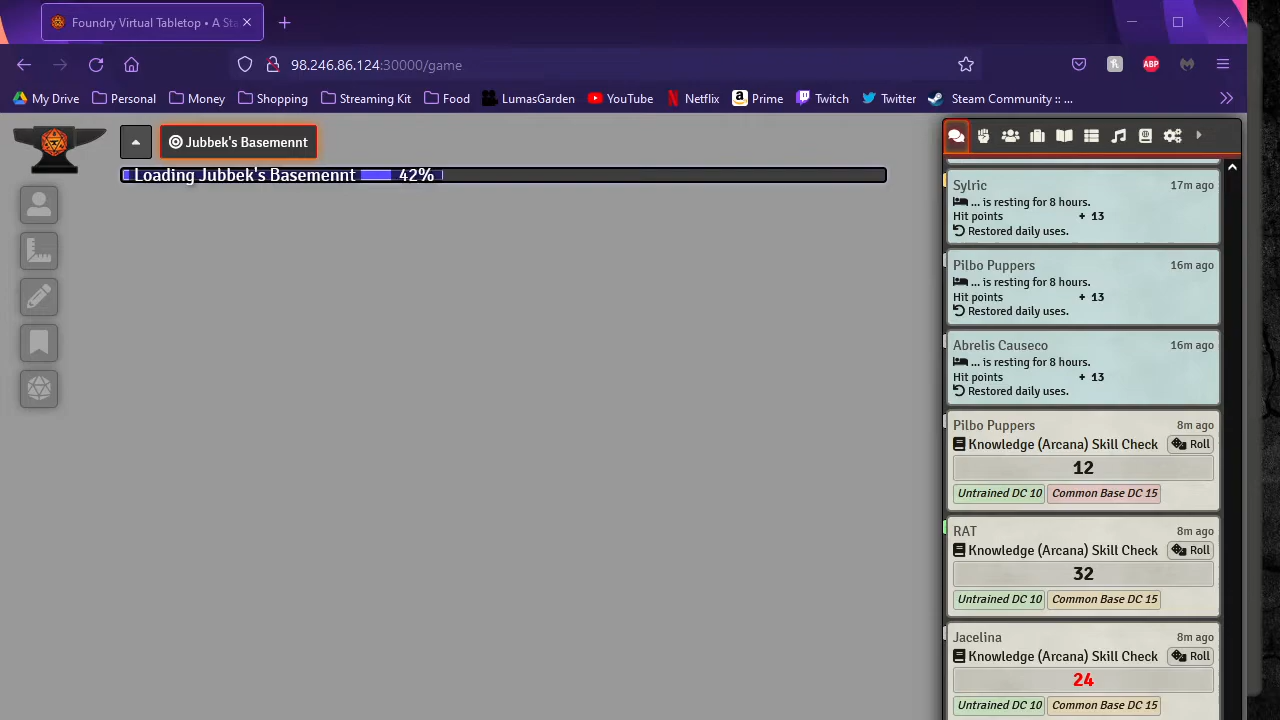 Foundry Virtual Tabletop • A Sta
98.246.86.124:30000/game
ABP
My Drive
Personal
Money
Shopping
Streaming Kit
Food
LumasGarden
YouTube
Netflix
Prime
Twitch
Twitter
Steam Community :: ...
Jubbek's Basemennt
Loading Jubbek's Basemennt 42%
Sylric 17m ago
... is resting for 8 hours.
Hit points + 13
Restored daily uses.
Pilbo Puppers 16m ago
... is resting for 8 hours.
Hit points + 13
Restored daily uses.
Abrelis Causeco 16m ago
... is resting for 8 hours.
Hit points + 13
Restored daily uses.
Pilbo Puppers 8m ago
Knowledge (Arcana) Skill Check Roll
12
Untrained DC 10 Common Base DC 15
RAT 8m ago
Knowledge (Arcana) Skill Check Roll
32
Untrained DC 10 Common Base DC 15
Jacelina 8m ago
Knowledge (Arcana) Skill Check Roll
24
Untrained DC 10 Common Base DC 15